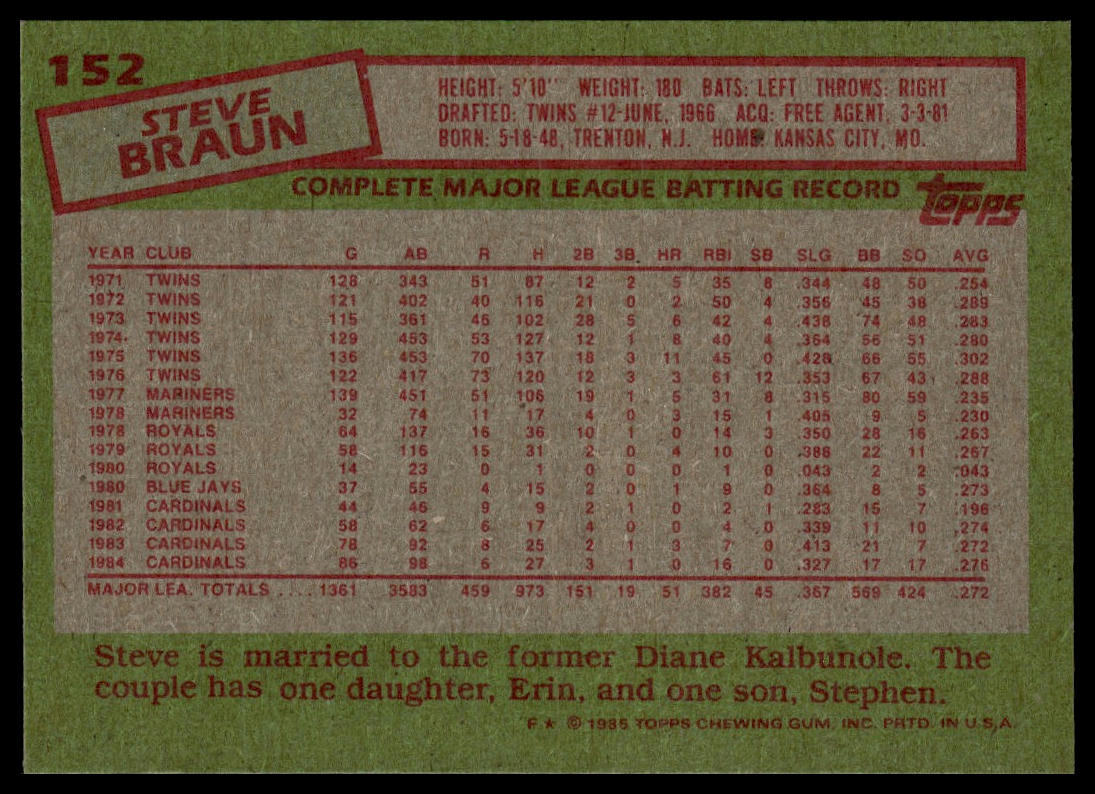 152
STEVE
BRAUN
HEIGHT: 5'10" WEIGHT: 180 BATS: LEFT THROWS: RIGHT
DRAFTED: TWINS #12-JUNE, 1966 ACQ: FREE AGENT, 3-3-81
BORN: 5-18-48, TRENTON, N.J. HOME: KANSAS CITY, MO.
COMPLETE MAJOR LEAGUE BATTING RECORD
topps
YEAR CLUB G AB R H 2B 3B HR RBI SB SLG BB SO AVG
1971 TWINS 128 343 51 87 12 2 5 35 8 .344 48 50 .254
1972 TWINS 121 402 40 116 21 0 2 50 4 .356 45 38 .289
1973 TWINS 115 361 46 102 28 5 6 42 4 .438 74 48 .283
1974 TWINS 129 453 53 127 12 1 8 40 4 .364 56 51 .280
1975 TWINS 136 453 70 137 18 3 11 45 0 .428 66 55 .302
1976 TWINS 122 417 73 120 12 3 3 61 12 .353 67 43 .288
1977 MARINERS 139 451 51 106 19 1 5 31 8 .315 80 59 .235
1978 MARINERS 32 74 11 17 4 0 3 15 1 .405 9 5 .230
1978 ROYALS 64 137 16 36 10 1 0 14 3 .350 28 16 .263
1979 ROYALS 58 116 15 31 2 0 4 10 0 .388 22 11 .267
1980 ROYALS 14 23 0 1 0 0 0 1 0 .043 2 2 .043
1980 BLUE JAYS 37 55 4 15 2 0 1 9 0 .364 8 5 .273
1981 CARDINALS 44 46 9 9 2 1 0 2 1 .283 15 7 .196
1982 CARDINALS 58 62 6 17 4 0 0 4 0 .339 11 10 .274
1983 CARDINALS 78 92 8 25 2 1 3 7 0 .413 21 7 .272
1984 CARDINALS 86 98 6 27 3 1 0 16 0 .327 17 17 .276
MAJOR LEA. TOTALS .... 1361 3583 459 973 151 19 51 382 45 .367 569 424 .272
Steve is married to the former Diane Kalbunole. The
couple has one daughter, Erin, and one son, Stephen.
F ★ © 1985 TOPPS CHEWING GUM, INC. PRTD. IN U.S.A.